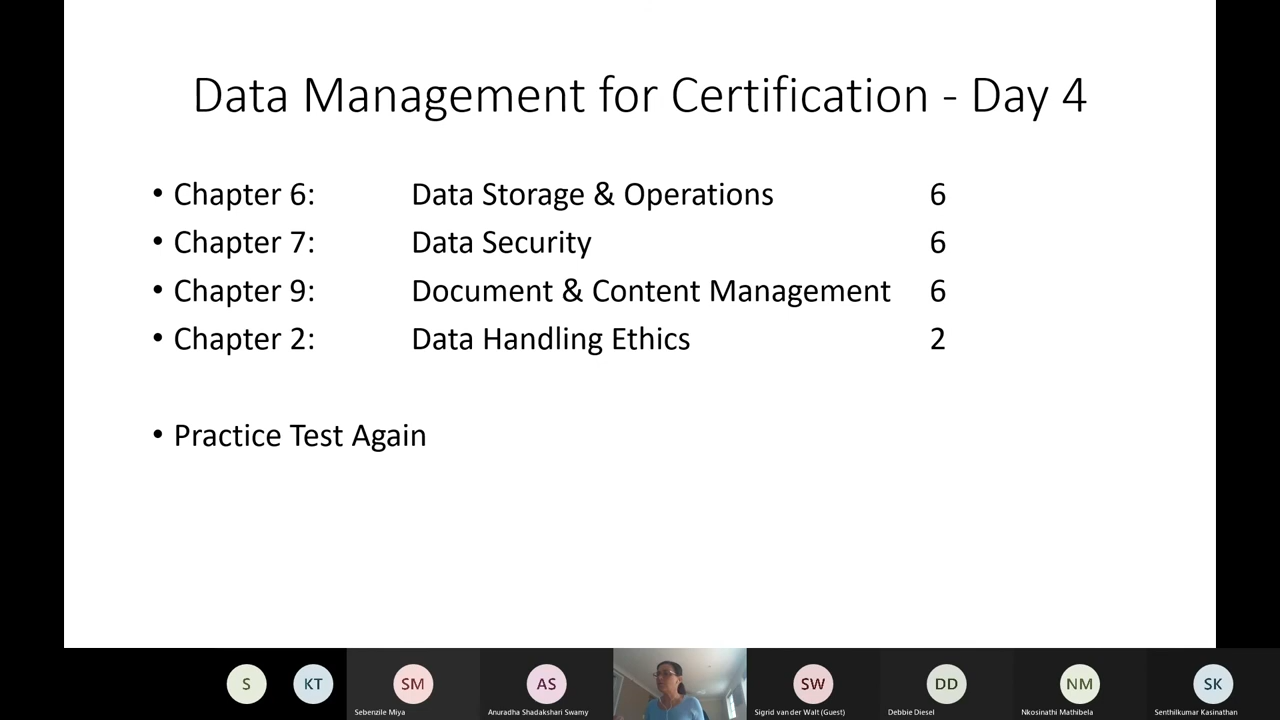 Data Management for Certification - Day 4
• Chapter 6: Data Storage & Operations 6
• Chapter 7: Data Security 6
• Chapter 9: Document & Content Management 6
• Chapter 2: Data Handling Ethics 2
• Practice Test Again
S KT SM AS SW DD NM SK
Sebenzile Miya Anuradha Shadakshari Swamy Sigrid van der Walt (Guest) Debbie Diesel Nkosinathi Mathibela Senthilkumar Kasinathan